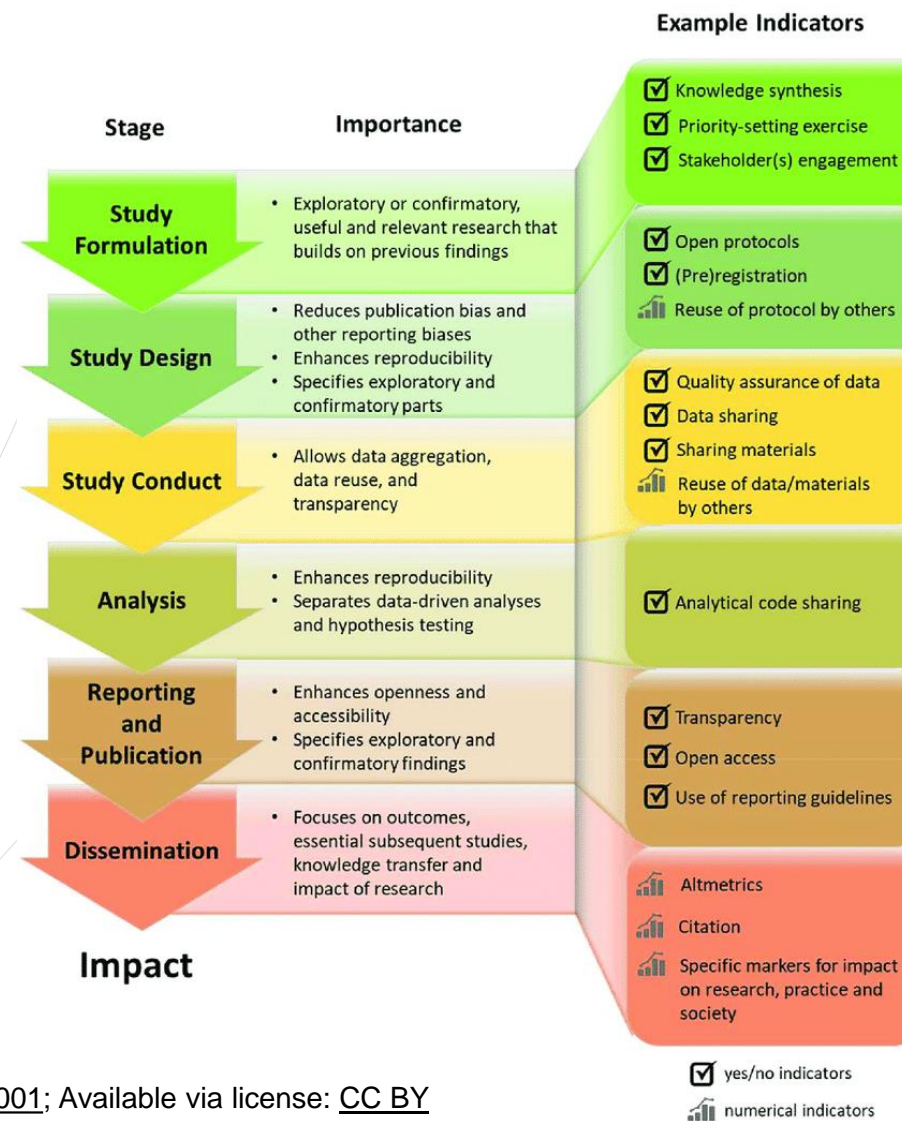 Example Indicators
Stage
Importance
Study
Formulation
• Exploratory or confirmatory,
useful and relevant research that
builds on previous findings
Knowledge synthesis
Priority-setting exercise
Stakeholder(s) engagement
Study Design
• Reduces publication bias and
other reporting biases
• Enhances reproducibility
• Specifies exploratory and
confirmatory parts
Open protocols
(Pre)registration
Reuse of protocol by others
Study Conduct
• Allows data aggregation,
data reuse, and
transparency
Quality assurance of data
Data sharing
Sharing materials
Reuse of data/materials
by others
Analysis
• Enhances reproducibility
• Separates data-driven analyses
and hypothesis testing
Analytical code sharing
Reporting
and
Publication
• Enhances openness and
accessibility
• Specifies exploratory and
confirmatory findings
Transparency
Open access
Use of reporting guidelines
Dissemination
• Focuses on outcomes,
essential subsequent studies,
knowledge transfer and
impact of research
Altmetrics
Citation
Specific markers for impact
on research, practice and
society
Impact
yes/no indicators
numerical indicators
001; Available via license: CC BY